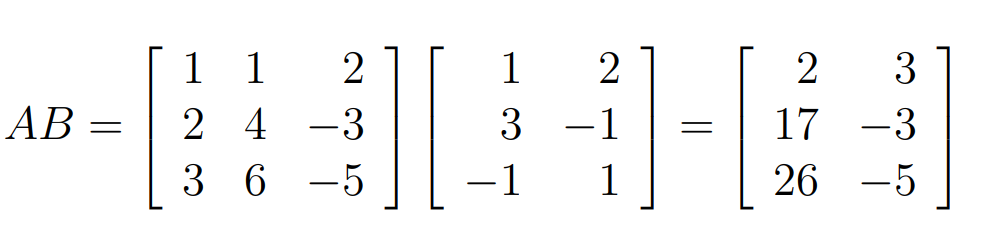 AB = [ 1 1 2 ] [ 1 2 ] = [ 2 3 ]
[ 2 4 −3 ] [ 3 −1 ] [ 17 −3 ]
[ 3 6 −5 ] [ −1 1 ] [ 26 −5 ]